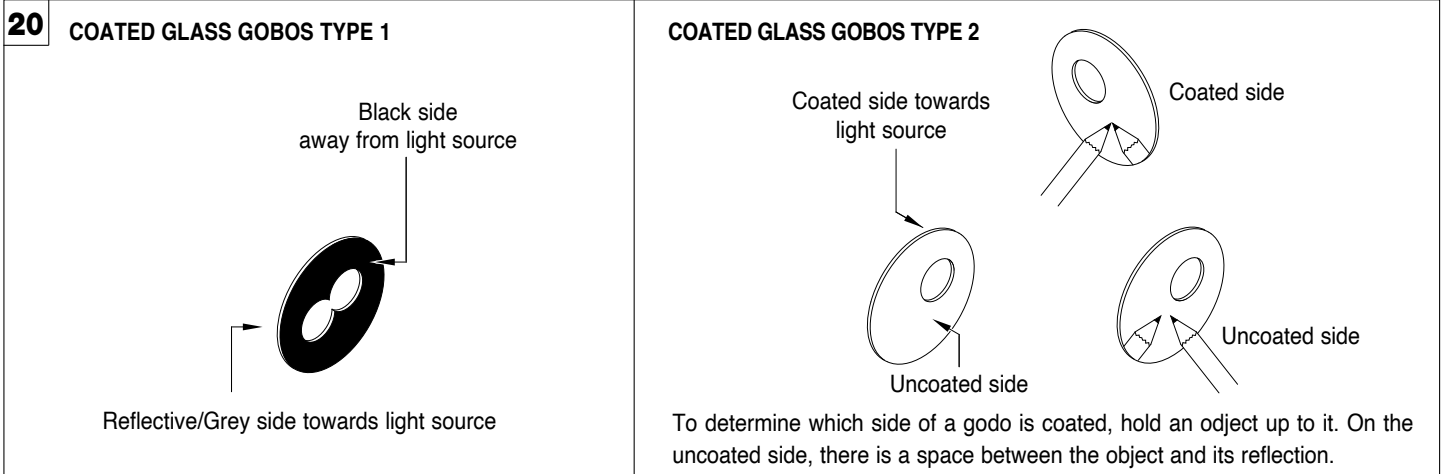 20
COATED GLASS GOBOS TYPE 1
Black side
away from light source
Reflective/Grey side towards light source
COATED GLASS GOBOS TYPE 2
Coated side towards
light source
Coated side
Uncoated side
Uncoated side
To determine which side of a godo is coated, hold an odject up to it. On the
uncoated side, there is a space between the object and its reflection.